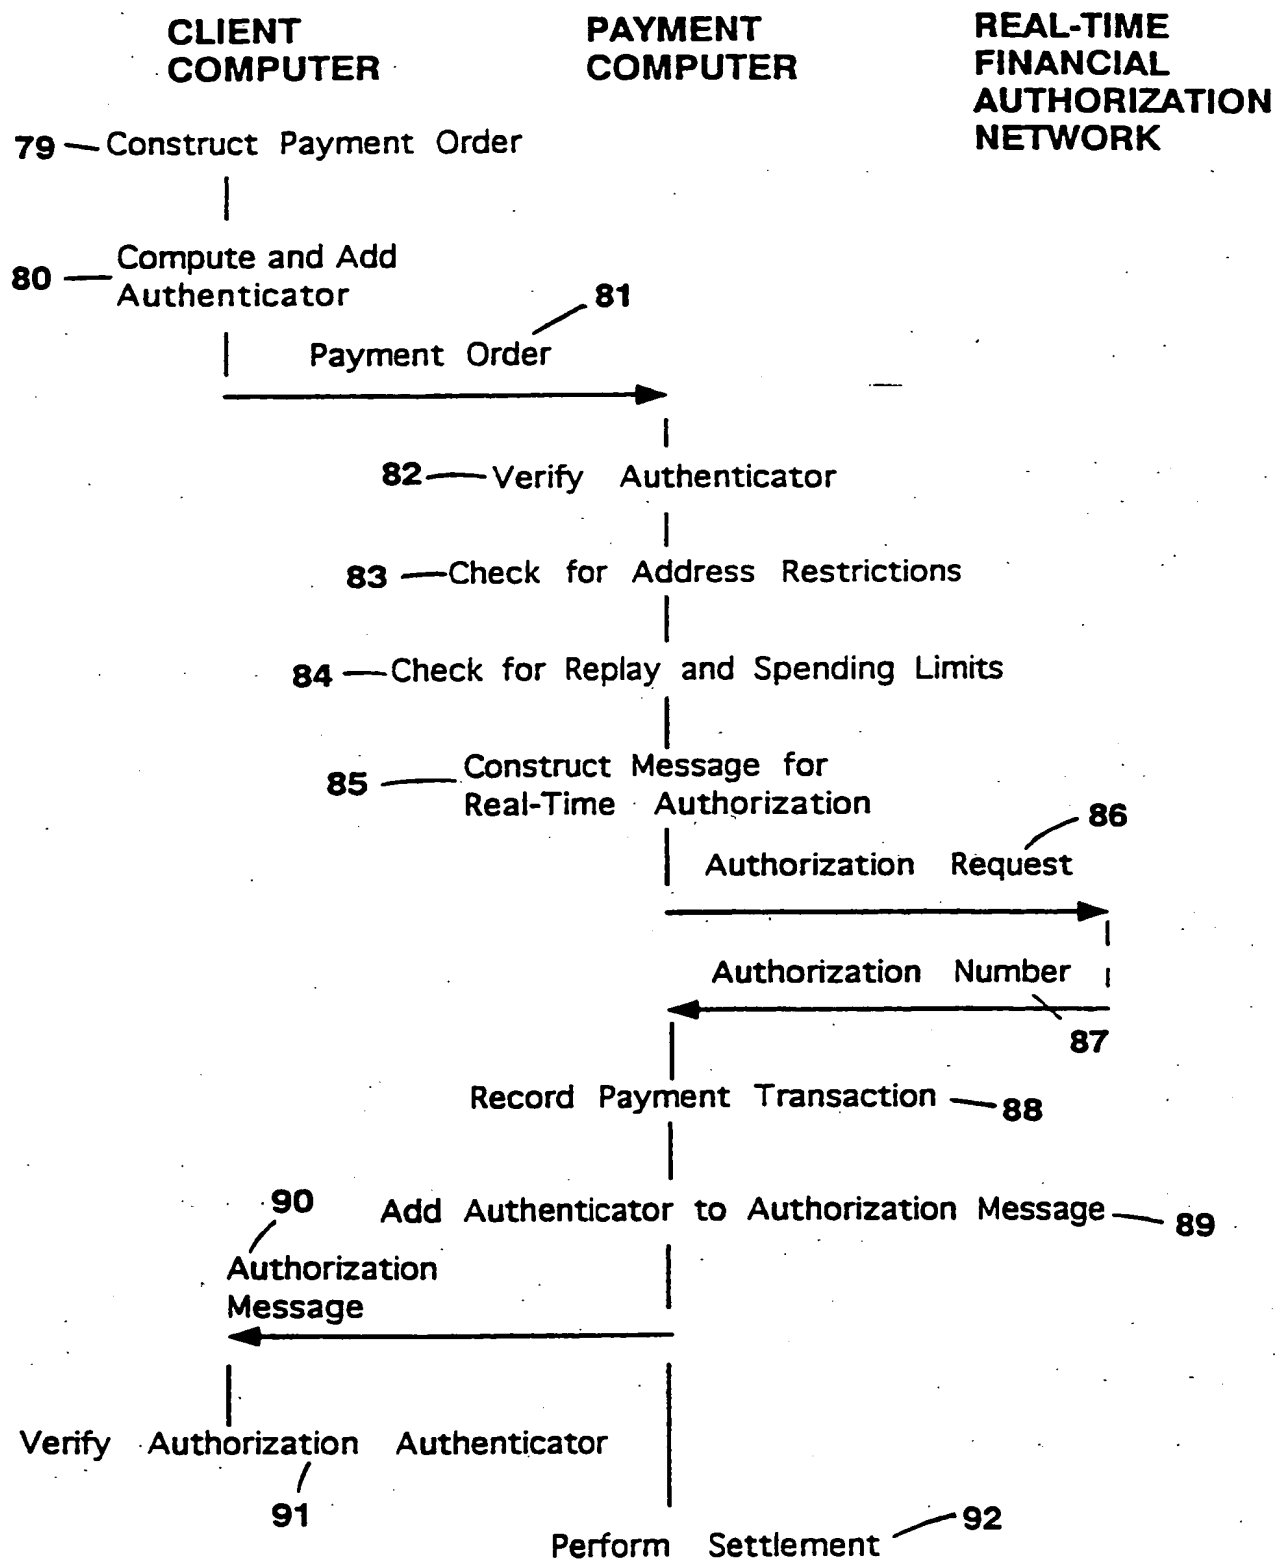 CLIENT
COMPUTER
PAYMENT
COMPUTER
REAL-TIME
FINANCIAL
AUTHORIZATION
NETWORK
79 Construct Payment Order
80 Compute and Add
Authenticator
81
Payment Order
82 Verify Authenticator
83 Check for Address Restrictions
84 Check for Replay and Spending Limits
85 Construct Message for
Real-Time Authorization
86
Authorization Request
Authorization Number
87
Record Payment Transaction 88
Add Authenticator to Authorization Message 89
90
Authorization
Message
Verify Authorization Authenticator
91
Perform Settlement 92